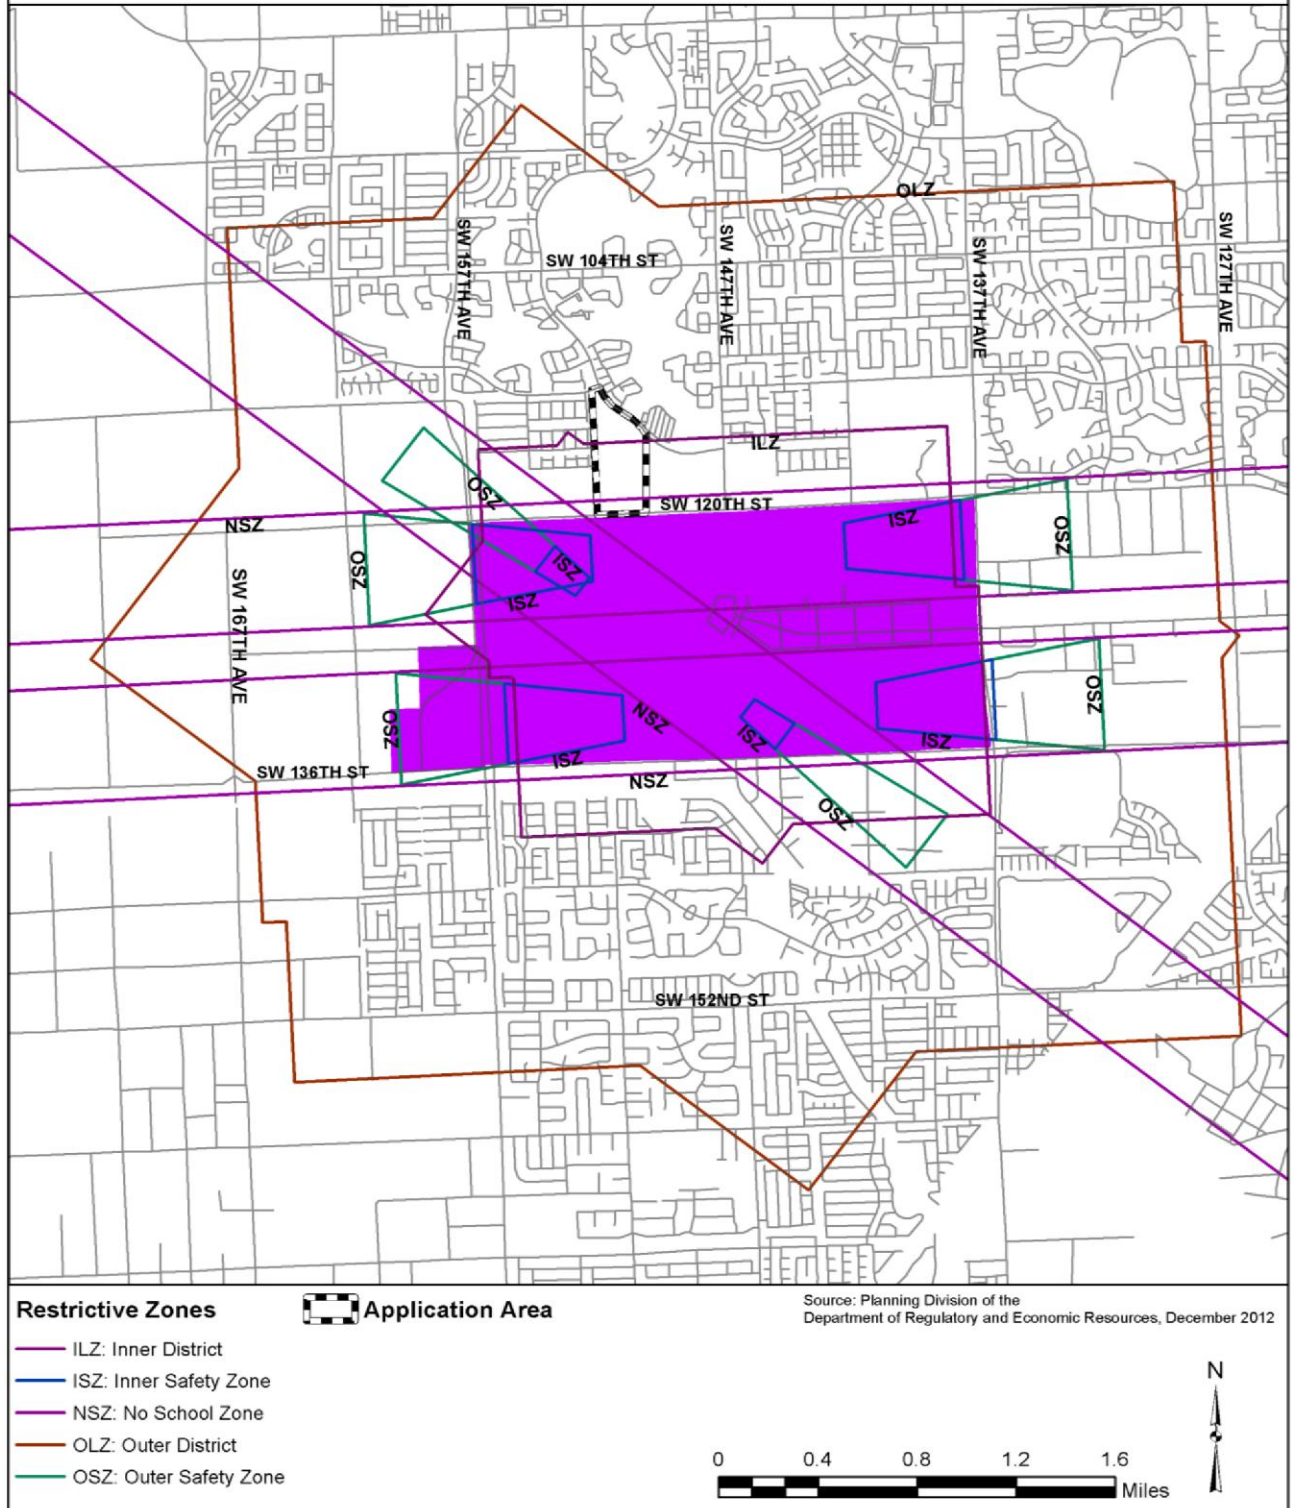 OLZ
SW 157TH AVE
SW 104TH ST
SW 147TH AVE
SW 137TH AVE
SW 127TH AVE
ILZ
OSZ
SW 120TH ST
NSZ
ISZ
OSZ
OSZ
ISZ
ISZ
SW 167TH AVE
OSZ
NSZ
OSZ
ISZ
ISZ
ISZ
SW 136TH ST
NSZ
OSZ
SW 152ND ST
Restrictive Zones
ILZ: Inner District
ISZ: Inner Safety Zone
NSZ: No School Zone
OLZ: Outer District
OSZ: Outer Safety Zone
Application Area
Source: Planning Division of the
Department of Regulatory and Economic Resources, December 2012
N
0 0.4 0.8 1.2 1.6
Miles